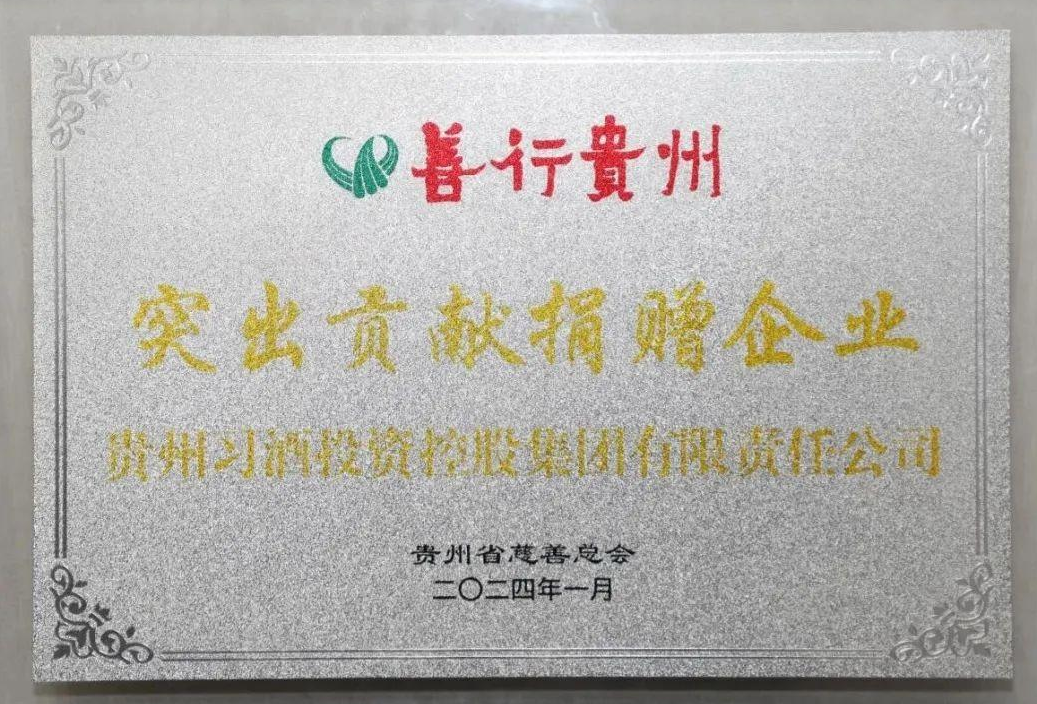 善行貴州
突出贡献捐赠企业
贵州习酒投资控股集团有限责任公司
贵州省慈善总会
二〇二四年一月